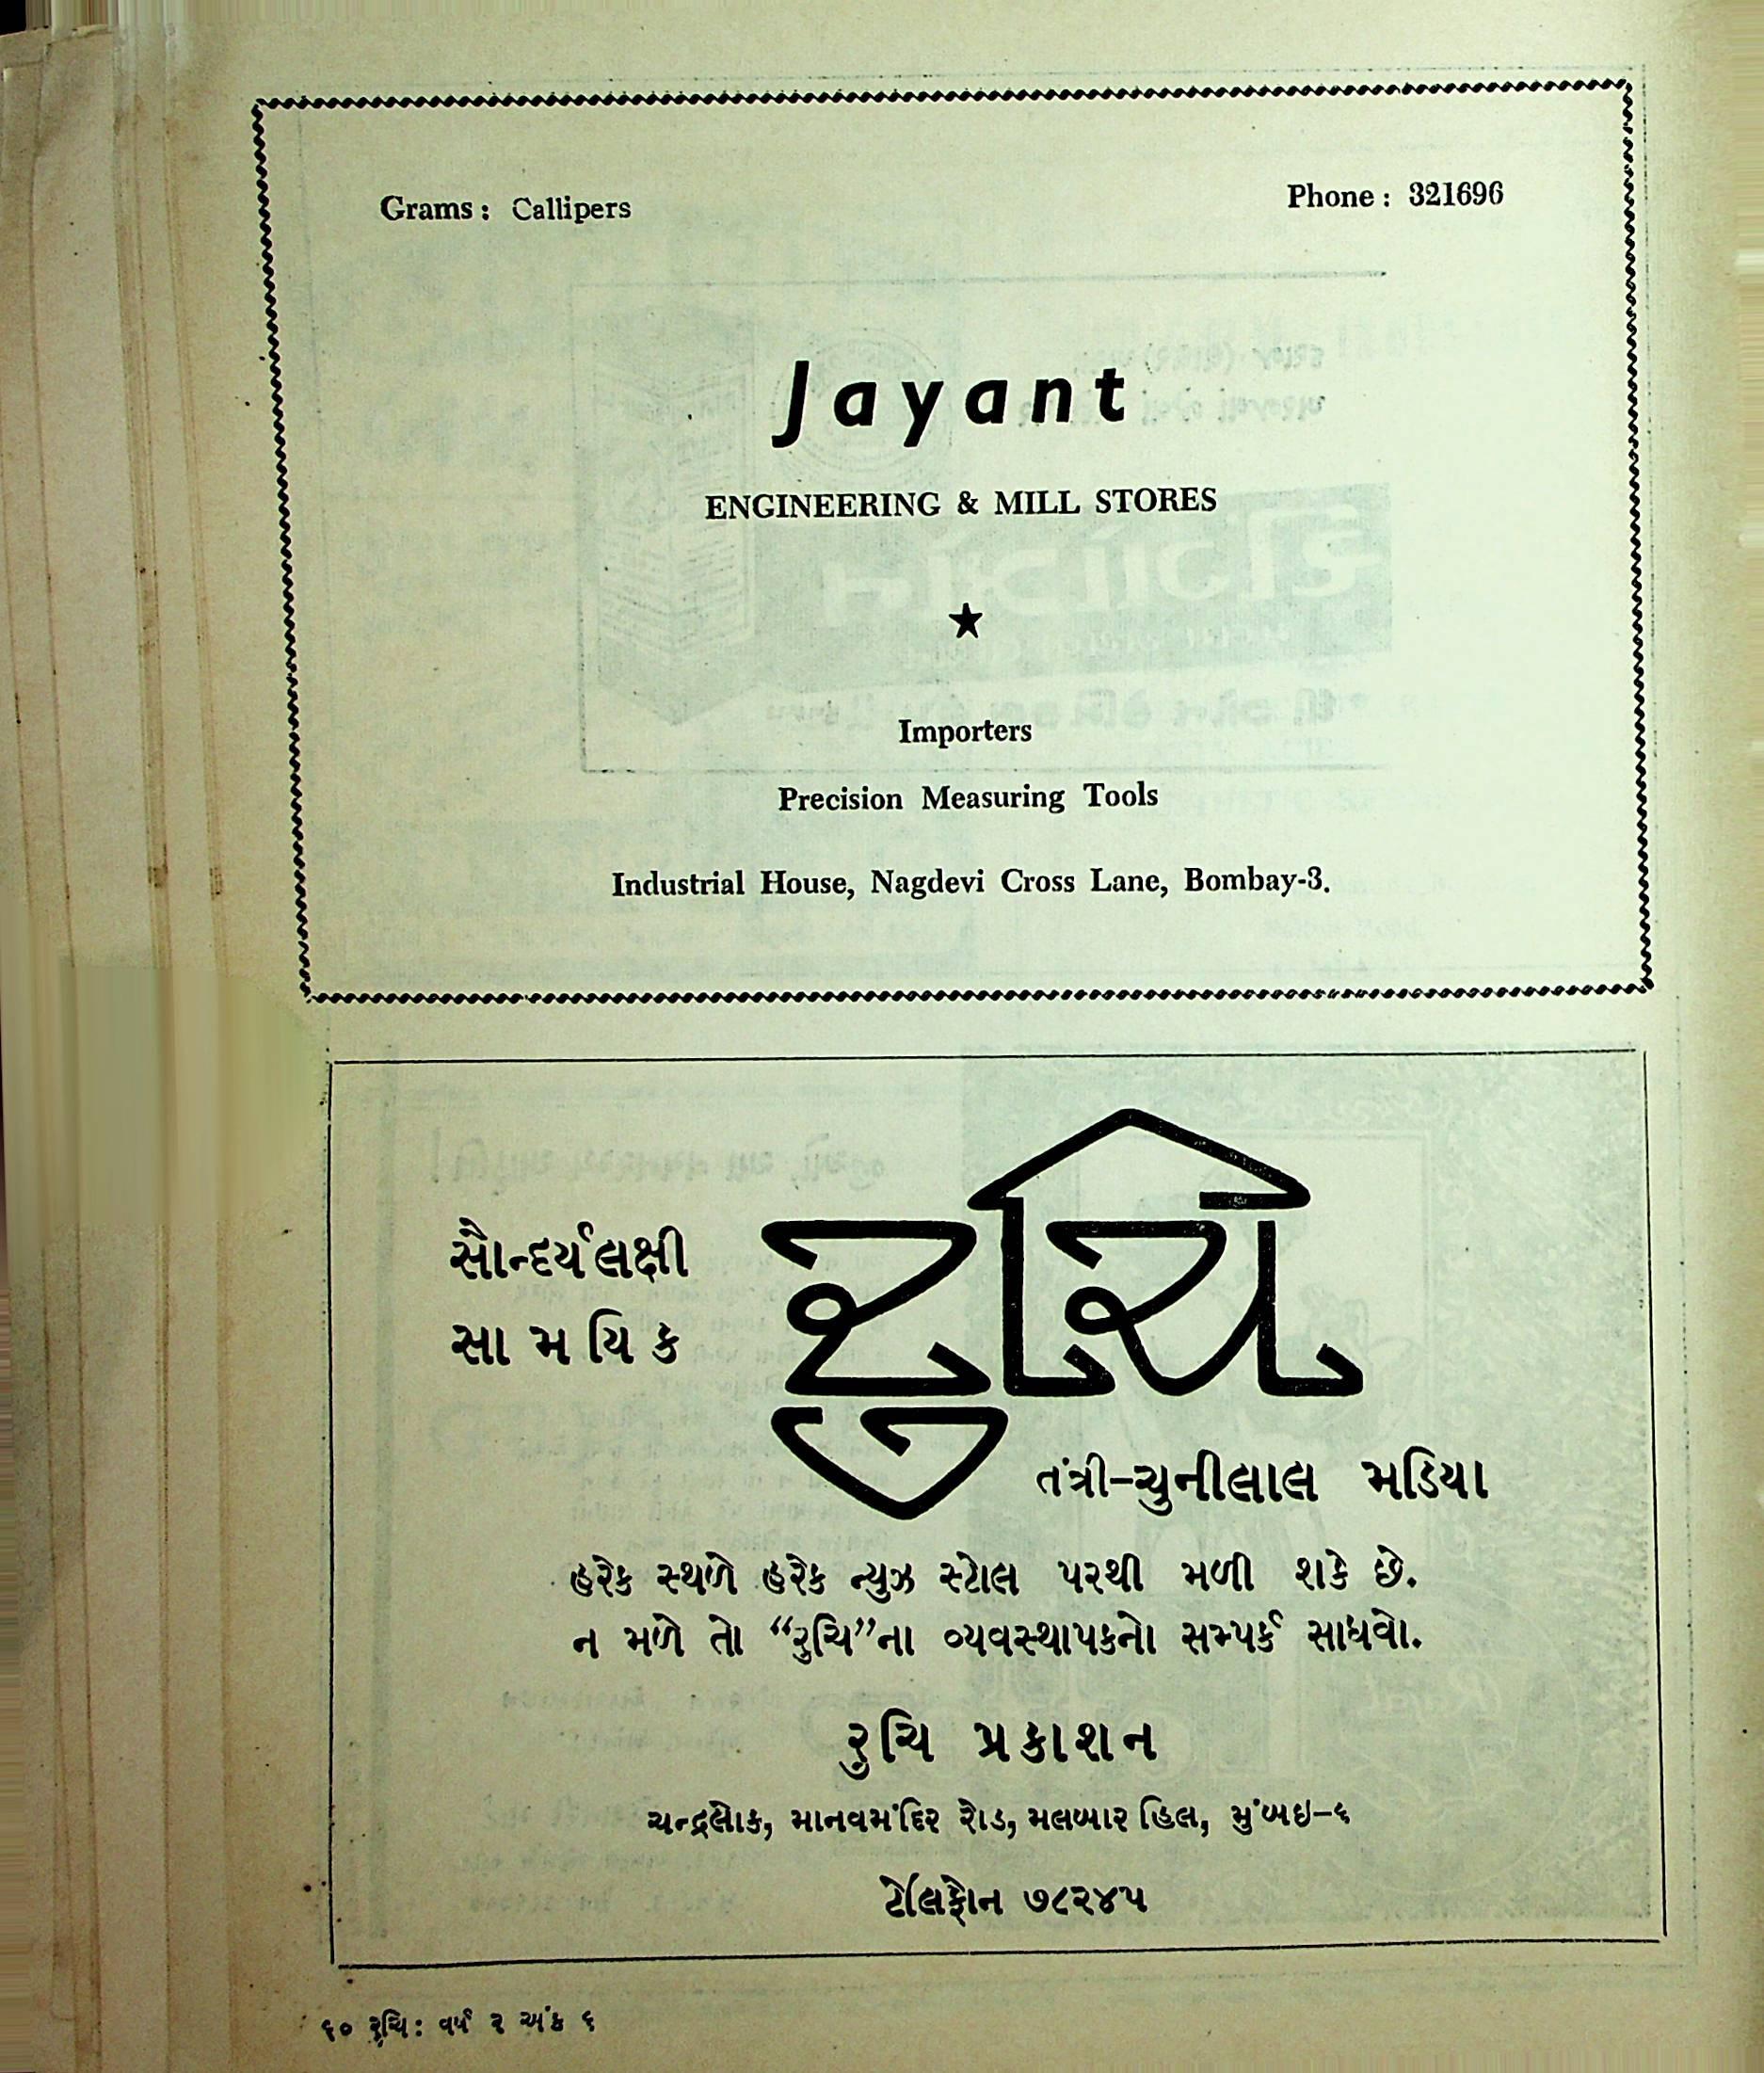 Grams: Callipers
Phone: 321696
Jayant
ENGINEERING & MILL STORES
★
Importers
Precision Measuring Tools
Industrial House, Nagdevi Cross Lane, Bombay-3.
સૌન્દર્યલક્ષી
સામયિક
રુચિ
તંત્રી-ચુનીલાલ મડિયા
હરેક સ્થળે હરેક ન્યુઝ સ્ટોલ પરથી મળી શકે છે.
ન મળે તો “રુચિ”ના વ્યવસ્થાપકનો સમ્પર્ક સાધવો.
રુચિ પ્રકાશન
ચન્દ્રલોક, માનવમંદિર રોડ, મલબાર હિલ, મુંબઇ-૬
ટેલિફોન ૭૮૨૪૫
૬૦ રુચિ: વર્ષ ૨ અંક ૬